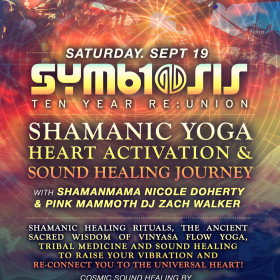 SATURDAY. SEPT 19
SYMBIOSIS
TEN YEAR RE:UNION
SHAMANIC YOGA
HEART ACTIVATION &
SOUND HEALING JOURNEY
WITH SHAMANMAMA NICOLE DOHERTY
& PINK MAMMOTH DJ ZACH WALKER
SHAMANIC HEALING RITUALS, THE ANCIENT
SACRED WISDOM OF VINYASA FLOW YOGA,
TRIBAL MEDICINE AND SOUND HEALING
TO RAISE YOUR VIBRATION AND
RE-CONNECT YOU TO THE UNIVERSAL HEART!
COSMIC SOUND HEALING BY